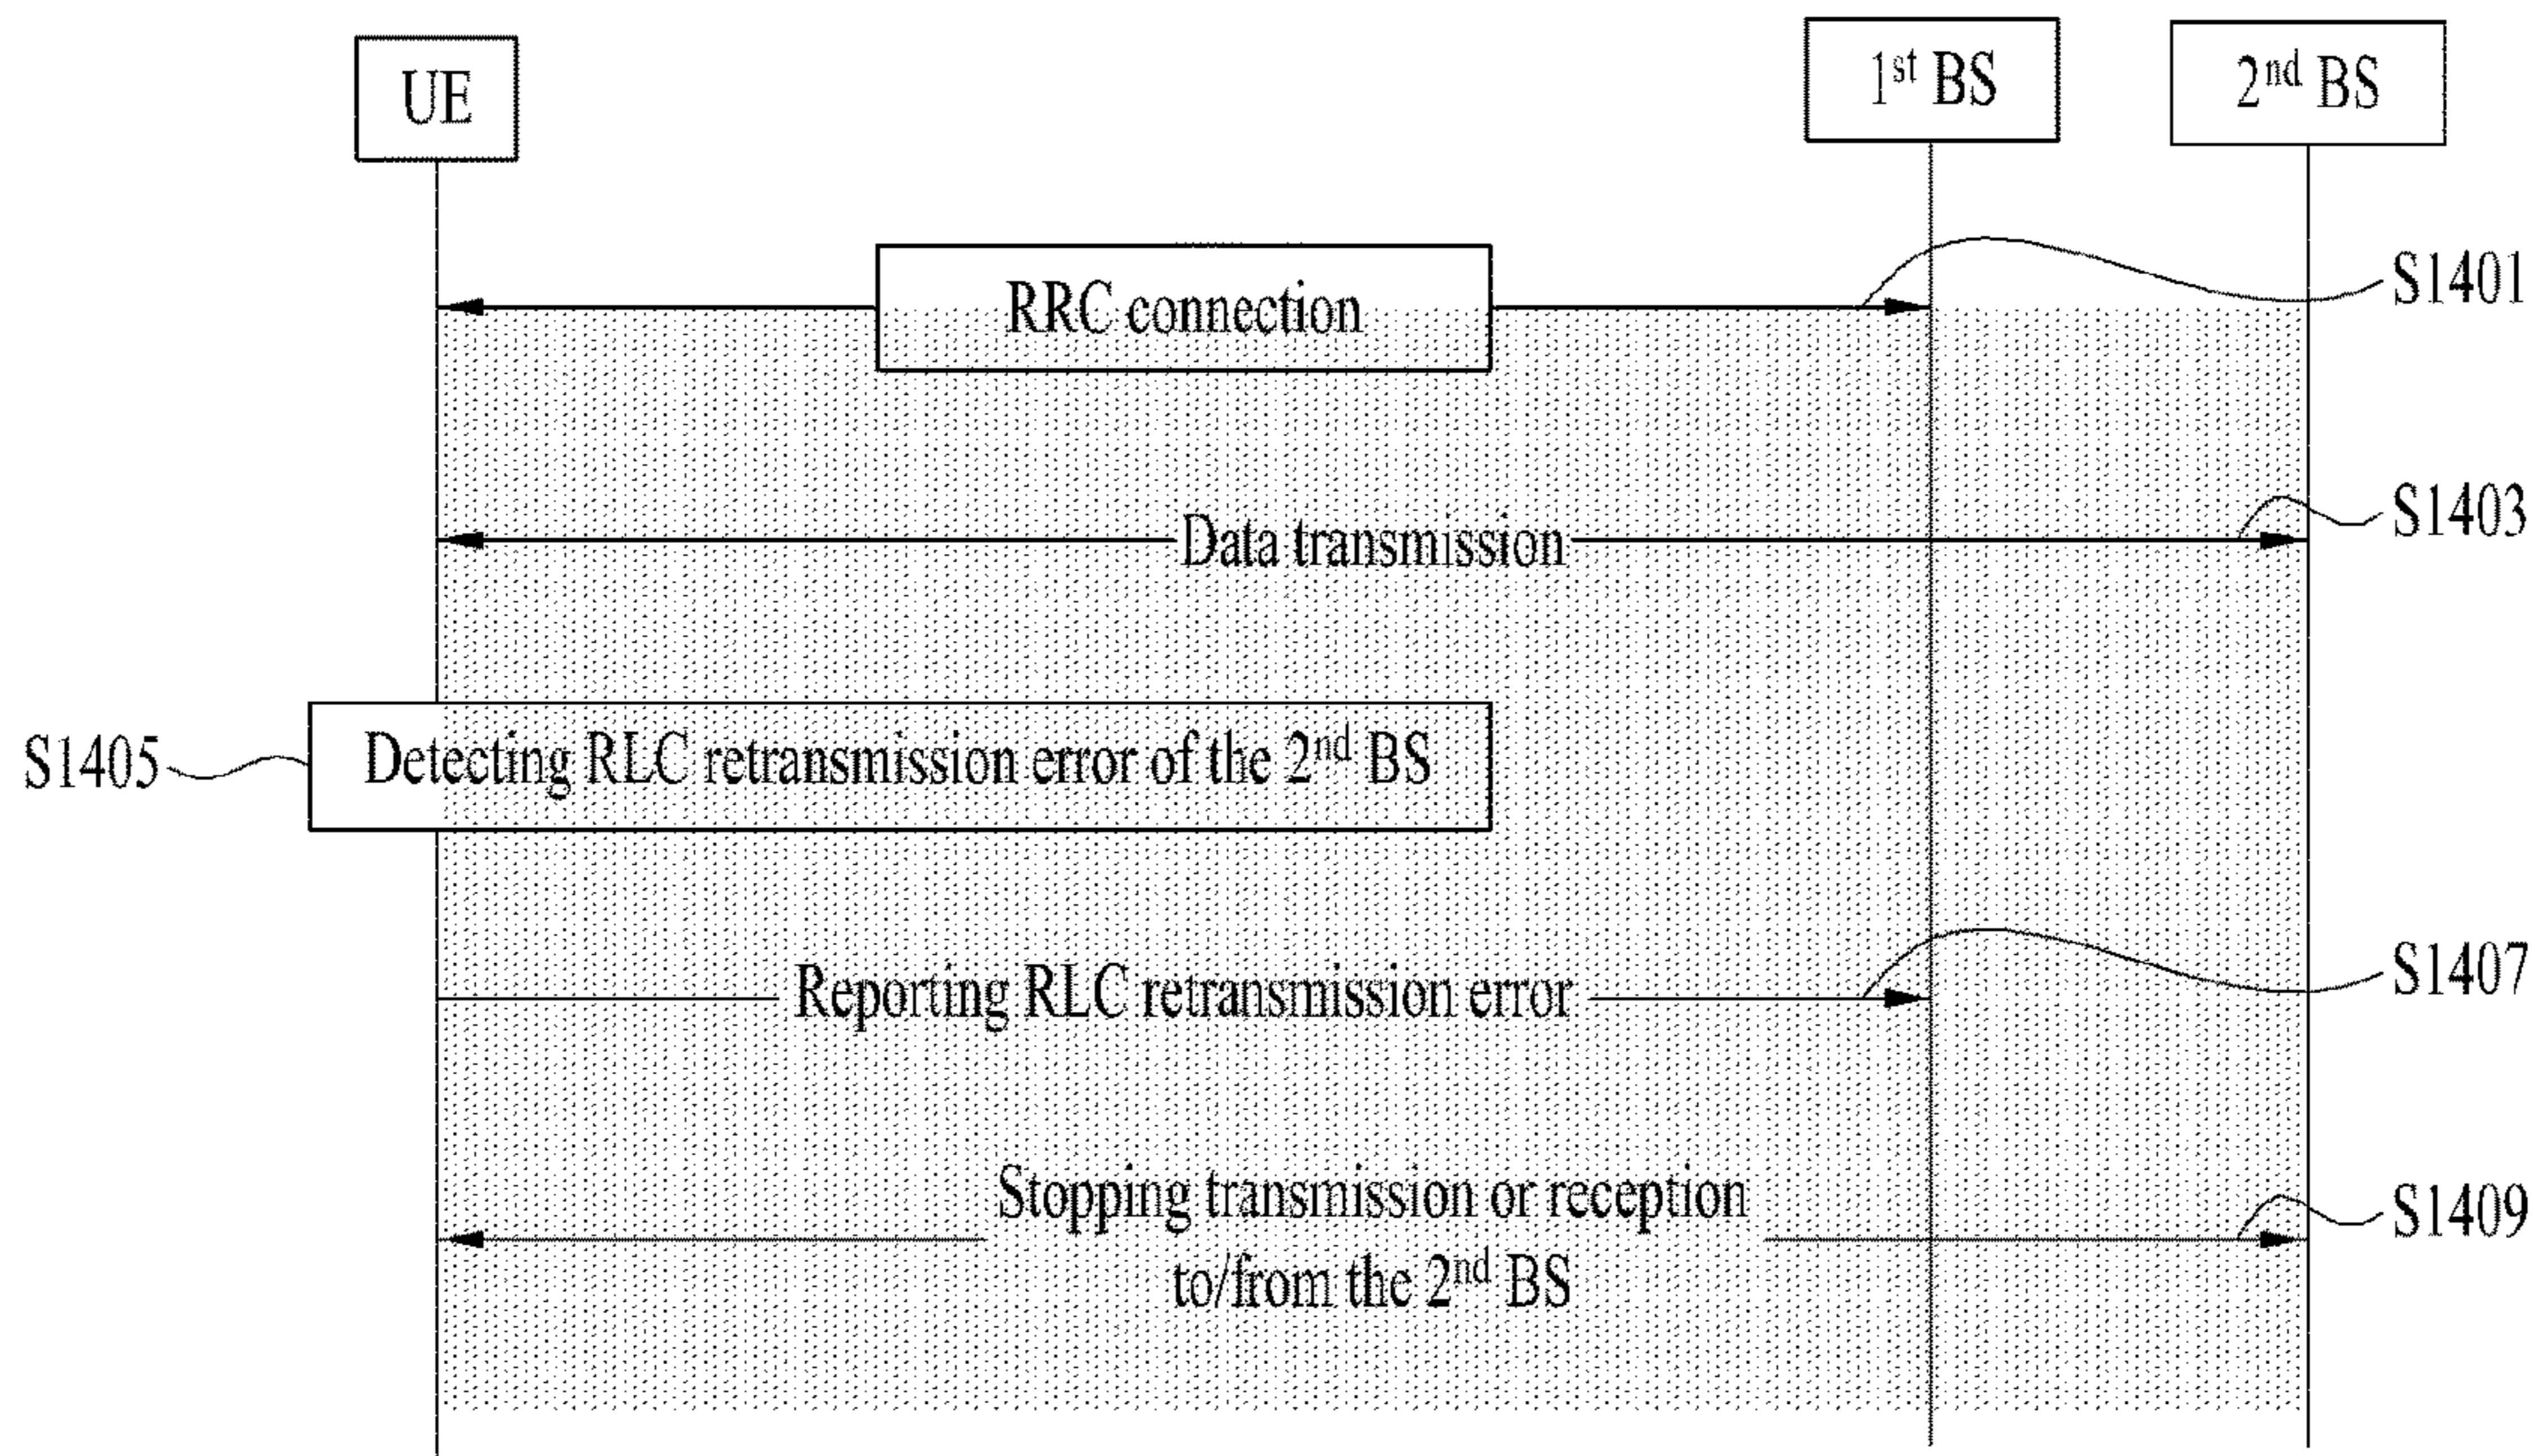 UE
1st BS
2nd BS
RRC connection
S1401
Data transmission
S1403
S1405
Detecting RLC retransmission error of the 2nd BS
Reporting RLC retransmission error
S1407
Stopping transmission or reception
to/from the 2nd BS
S1409